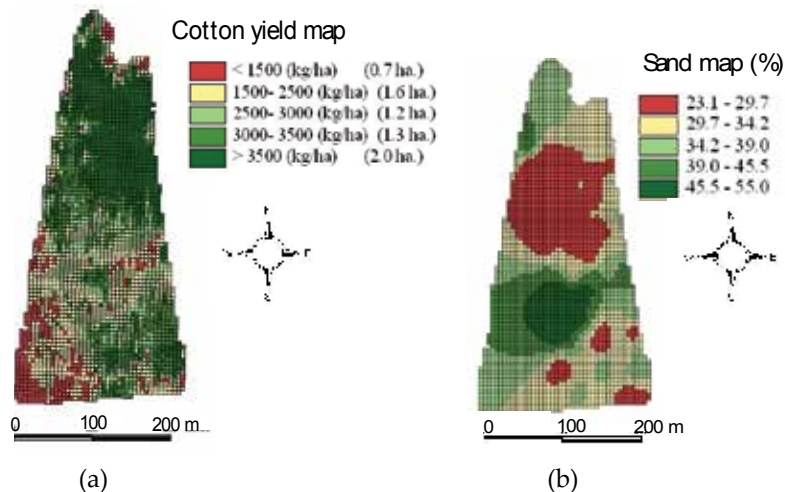 Cotton yield map
< 1500 (kg/ha) (0.7 ha.)
1500-2500 (kg/ha) (1.6 ha.)
2500-3000 (kg/ha) (1.2 ha.)
3000-3500 (kg/ha) (1.3 ha.)
> 3500 (kg/ha) (2.0 ha.)
0 100 200 m
(a)
Sand map (%)
23.1 - 29.7
29.7 - 34.2
34.2 - 39.0
39.0 - 45.5
45.5 - 55.0
0 100 200 m
(b)